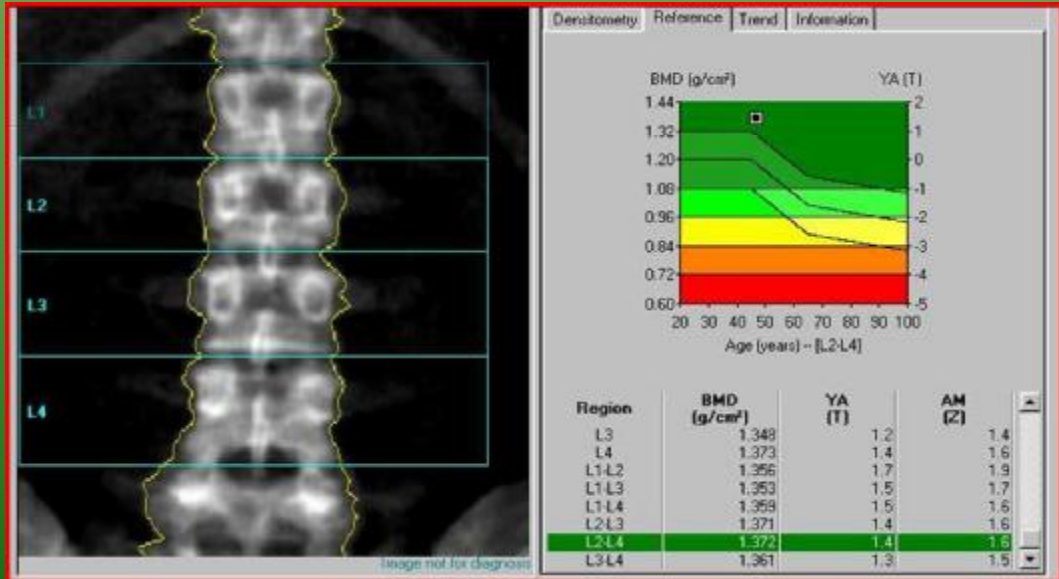 L1
L2
L3
L4
Image not for diagnosis
Densitometry Reference Trend Information
BMD (g/cm²) YA (T)
1.44 2
1.32 1
1.20 0
1.08 -1
0.96 -2
0.84 -3
0.72 -4
0.60 -5
20 30 40 50 60 70 80 90 100
Age (years) -- [L2-L4]
Region BMD (g/cm²) YA (T) AM (Z)
L3 1.348 1.2 1.4
L4 1.373 1.4 1.6
L1-L2 1.356 1.7 1.9
L1-L3 1.353 1.5 1.7
L1-L4 1.359 1.5 1.6
L2-L3 1.371 1.4 1.6
L2-L4 1.372 1.4 1.6
L3-L4 1.361 1.3 1.5